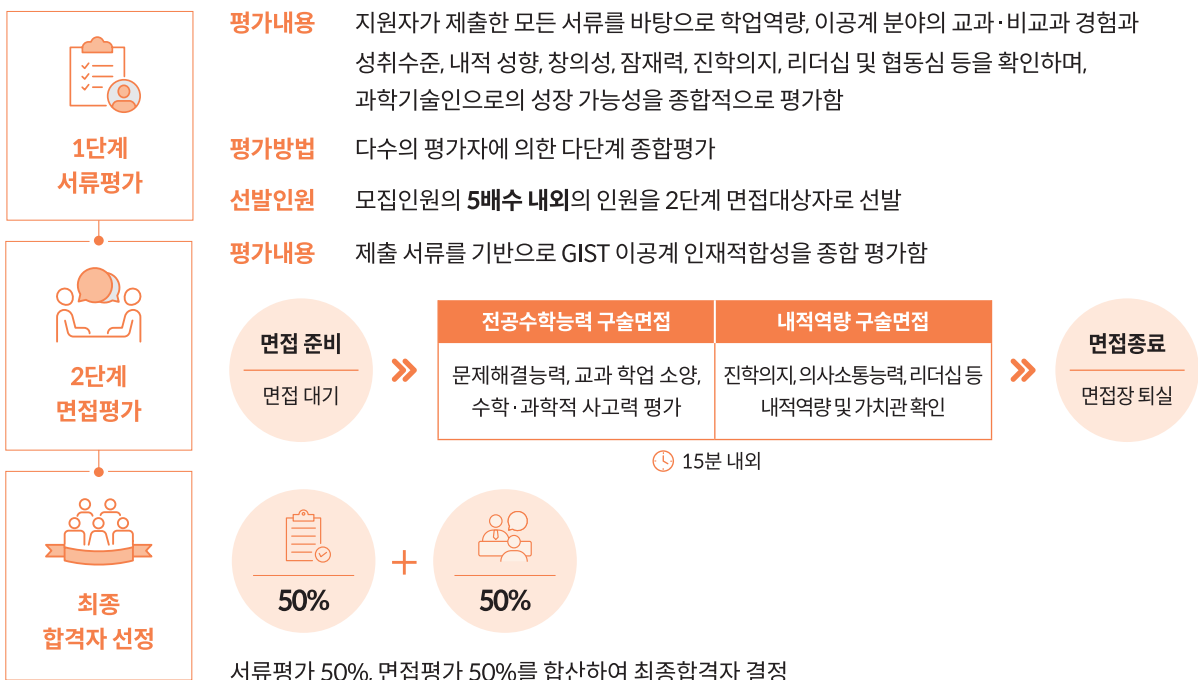 1단계
서류평가
평가내용 지원자가 제출한 모든 서류를 바탕으로 학업역량, 이공계 분야의 교과·비교과 경험과
성취수준, 내적 성향, 창의성, 잠재력, 진학의지, 리더십 및 협동심 등을 확인하며,
과학기술인으로의 성장 가능성을 종합적으로 평가함
평가방법 다수의 평가자에 의한 다단계 종합평가
선발인원 모집인원의 5배수 내외의 인원을 2단계 면접대상자로 선발
2단계
면접평가
평가내용 제출 서류를 기반으로 GIST 이공계 인재적합성을 종합 평가함
면접 준비
면접 대기
전공수학능력 구술면접
문제해결능력, 교과 학업 소양,
수학·과학적 사고력 평가
내적역량 구술면접
진학의지, 의사소통능력, 리더십 등
내적역량 및 가치관 확인
15분 내외
면접종료
면접장 퇴실
최종
합격자 선정
50%
+
50%
서류평가 50%, 면접평가 50%를 합산하여 최종합격자 결정